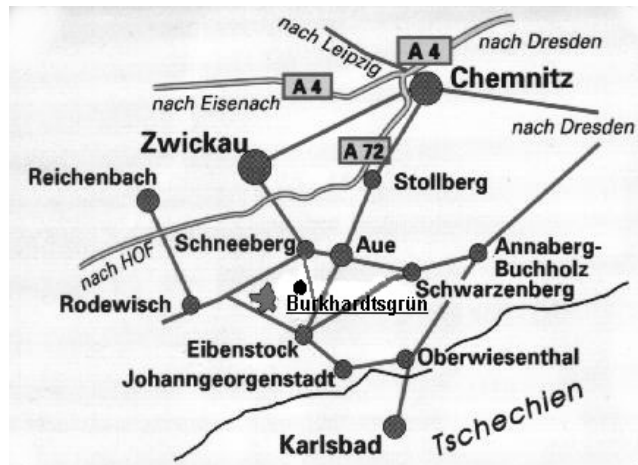 nach Leipzig
A 4
nach Dresden
Chemnitz
A 4
nach Eisenach
nach Dresden
Zwickau
A 72
Reichenbach
Stollberg
Schneeberg
Aue
Annaberg-
Buchholz
nach HOF
Schwarzenberg
Rodewisch
Burkhardtsgrün
Eibenstock
Oberwiesenthal
Johanngeorgenstadt
Karlsbad
Tschechien